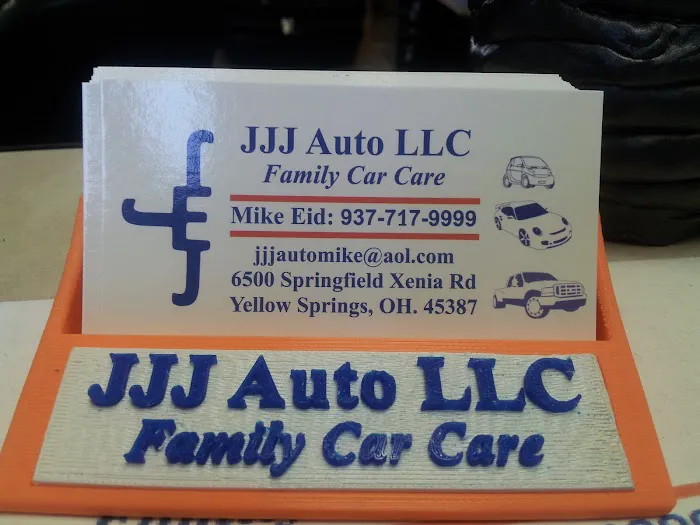 JJJ Auto LLC
Family Car Care
Mike Eid: 937-717-9999
jjjautomike@aol.com
6500 Springfield Xenia Rd
Yellow Springs, OH. 45387
JJJ Auto LLC
Family Car Care